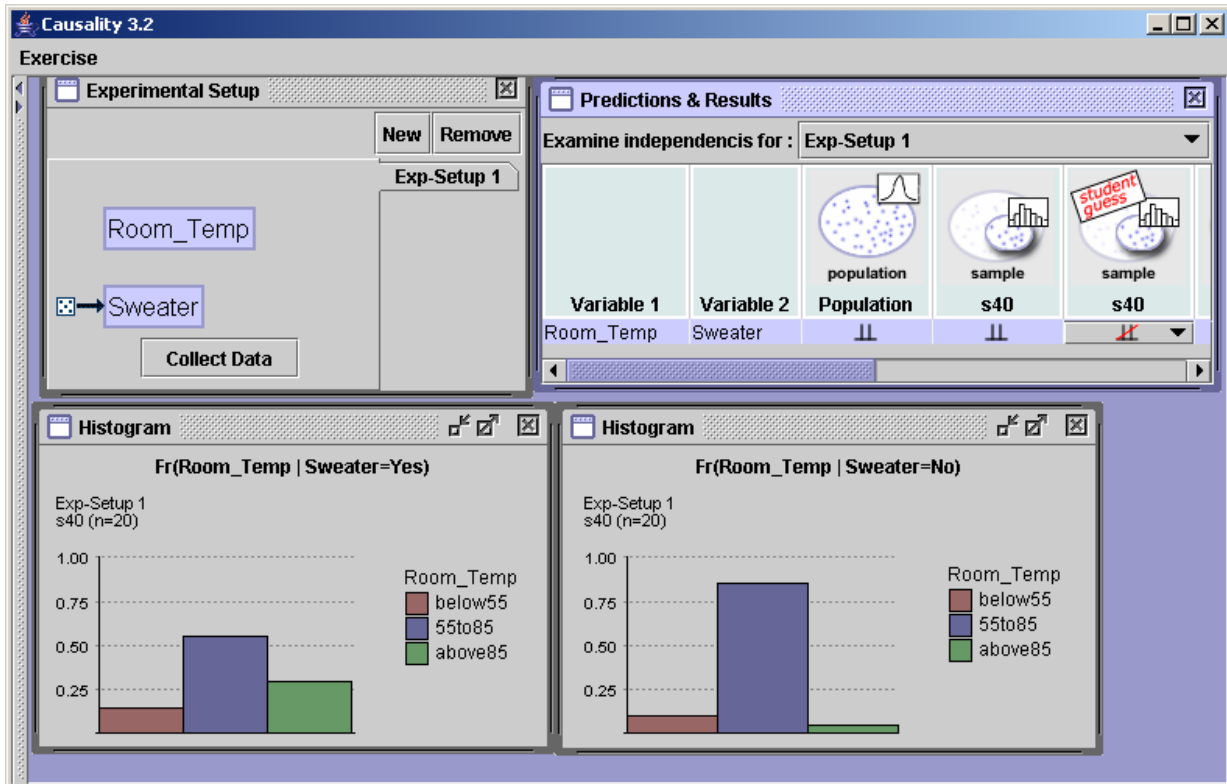 Causality 3.2
Exercise
Experimental Setup
New Remove
Exp-Setup 1
Room_Temp
Sweater
Collect Data
Predictions & Results
Examine independencis for : Exp-Setup 1
student
guess
population sample sample
Variable 1 Variable 2 Population s40 s40
Room_Temp Sweater ⫫ ⫫ ⫫̸
Histogram
Fr(Room_Temp | Sweater=Yes)
Exp-Setup 1
s40 (n=20)
1.00
0.75
0.50
0.25
Room_Temp
below55
55to85
above85
Histogram
Fr(Room_Temp | Sweater=No)
Exp-Setup 1
s40 (n=20)
1.00
0.75
0.50
0.25
Room_Temp
below55
55to85
above85